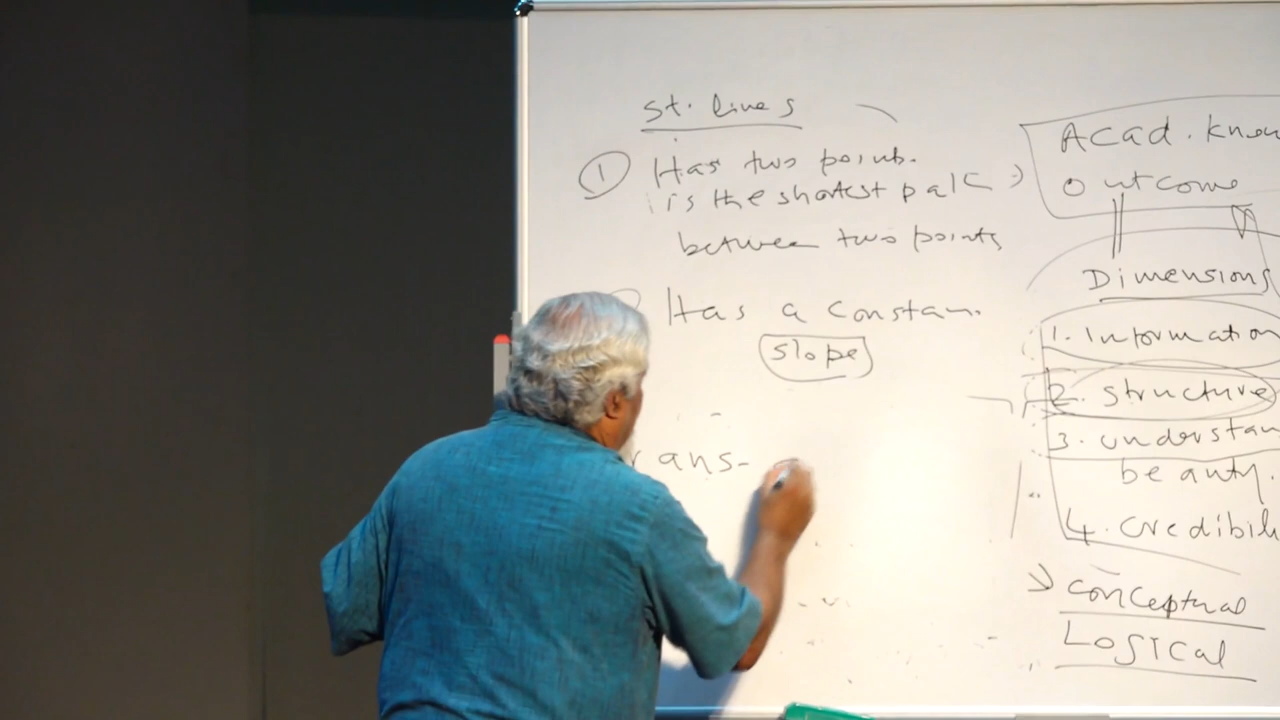 st. lines
① Has two points.
is the shortest path
between two points
Has a constan
slope
rans-
Acad. know
outcome
Dimensions
1. Information
2. structure
3. understan
beauty.
4. credibili
conceptual
Logical